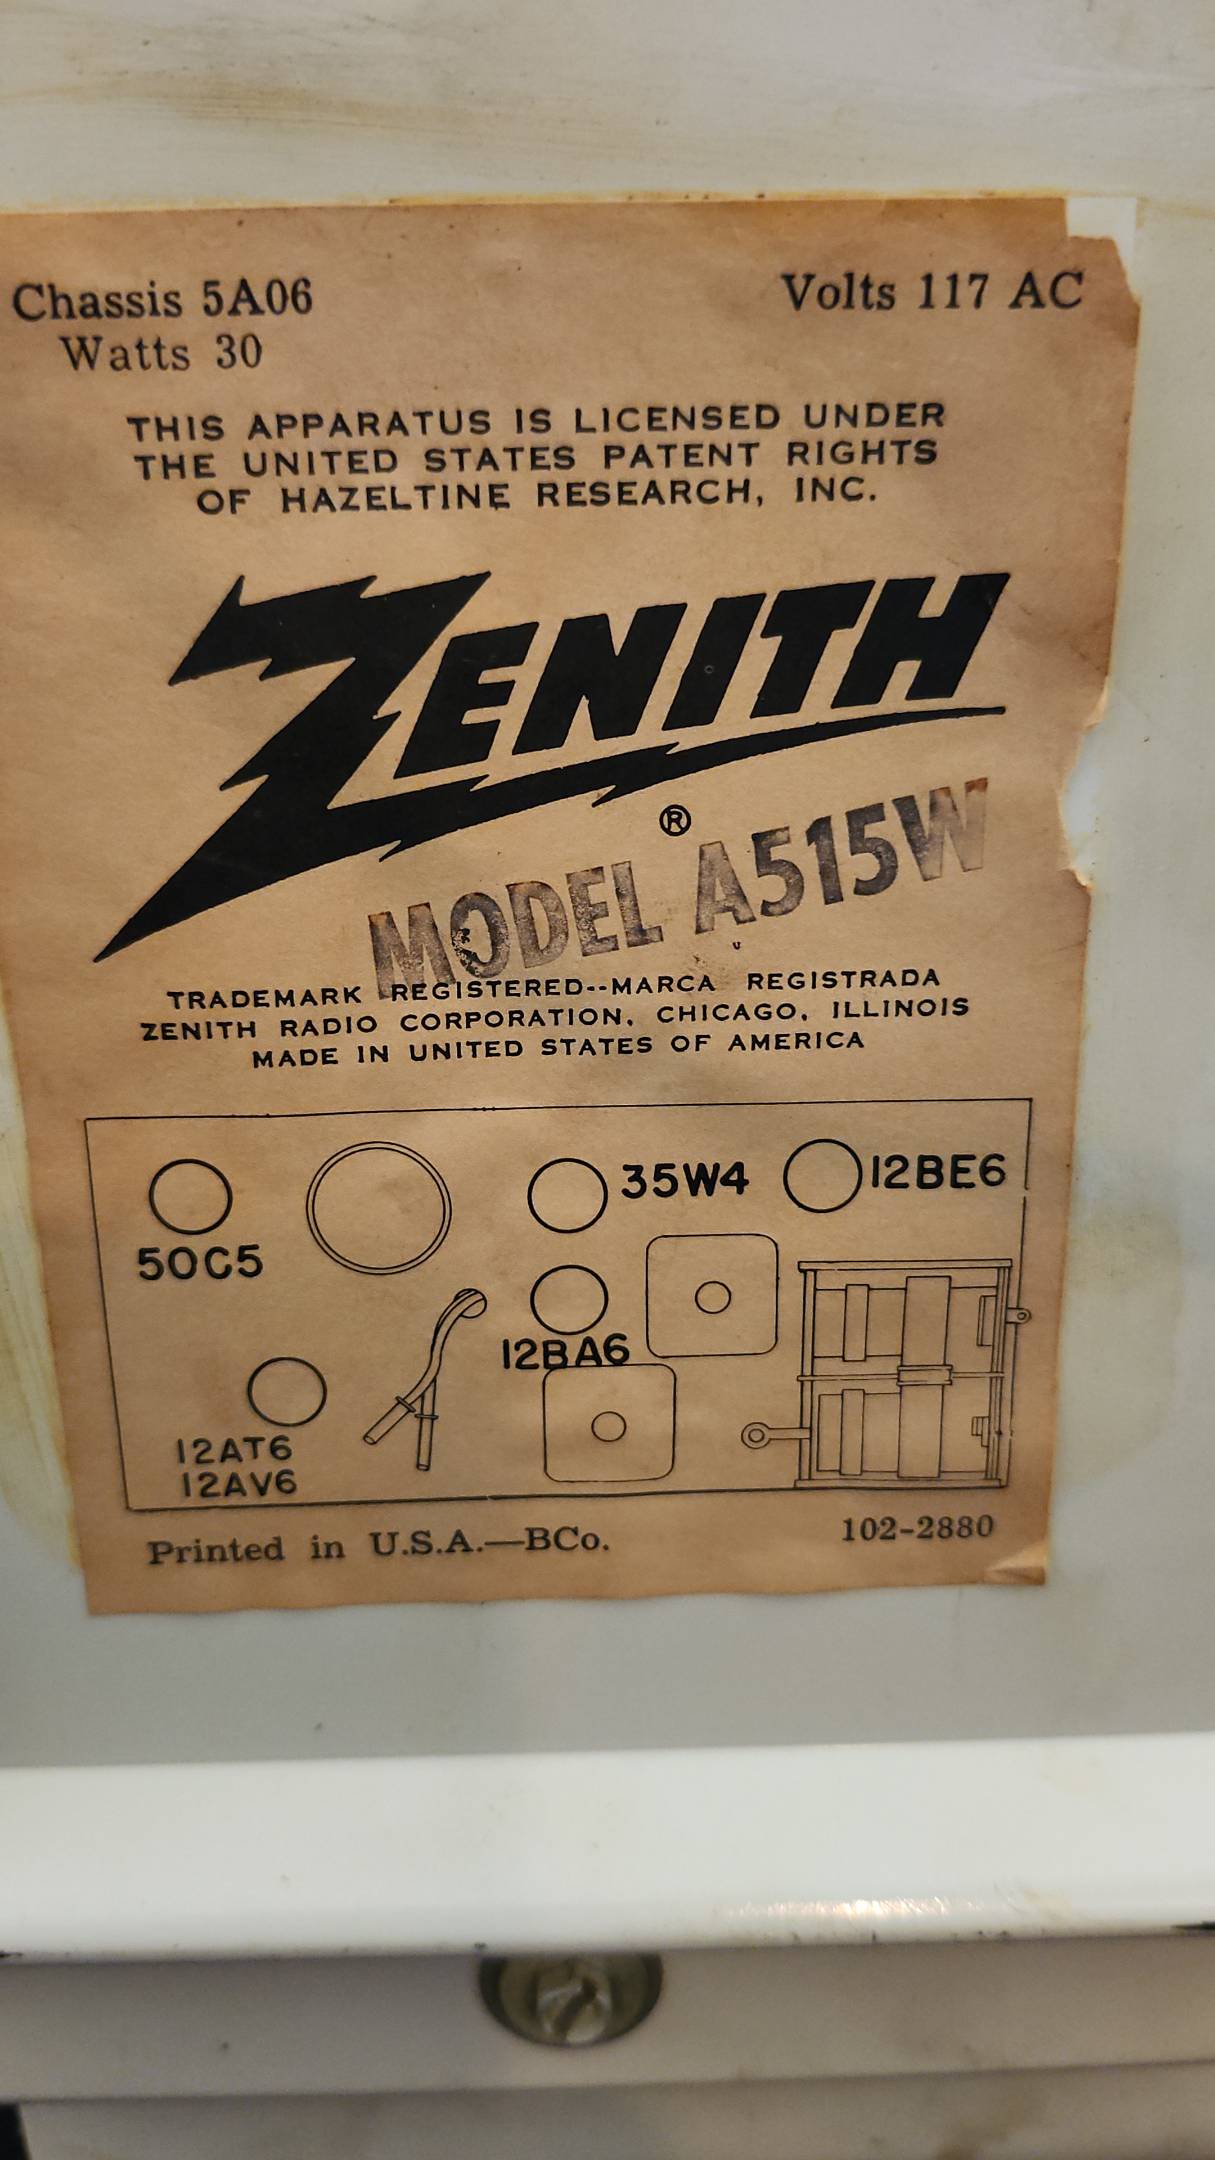 Chassis 5A06 Volts 117 AC
Watts 30
THIS APPARATUS IS LICENSED UNDER
THE UNITED STATES PATENT RIGHTS
OF HAZELTINE RESEARCH, INC.
ZENITH
®
MODEL A515W
TRADEMARK REGISTERED--MARCA REGISTRADA
ZENITH RADIO CORPORATION, CHICAGO, ILLINOIS
MADE IN UNITED STATES OF AMERICA
35W4 12BE6
50C5
12BA6
12AT6
12AV6
Printed in U.S.A.—BCo. 102-2880